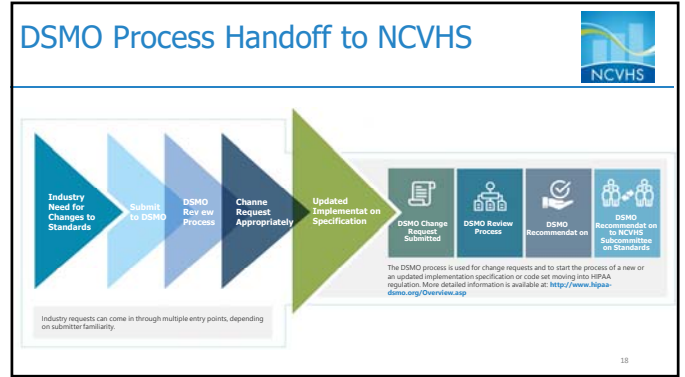 DSMO Process Handoff to NCVHS
NCVHS
Industry
Need for
Changes to
Standards
Submit
to DSMO
DSMO
Rev ew
Process
Channe
Request
Appropriately
Updated
Implementat on
Specification
DSMO Change
Request
Submitted
DSMO Review
Process
DSMO
Recommendat on
DSMO
Recommendat on
to NCVHS
Subcommittee
on Standards
The DSMO process is used for change requests and to start the process of a new or
an updated implementation specification or code set moving into HIPAA
regulation. More detailed information is available at: http://www.hipaa-
dsmo.org/Overview.asp
Industry requests can come in through multiple entry points, depending
on submitter familiarity.
18